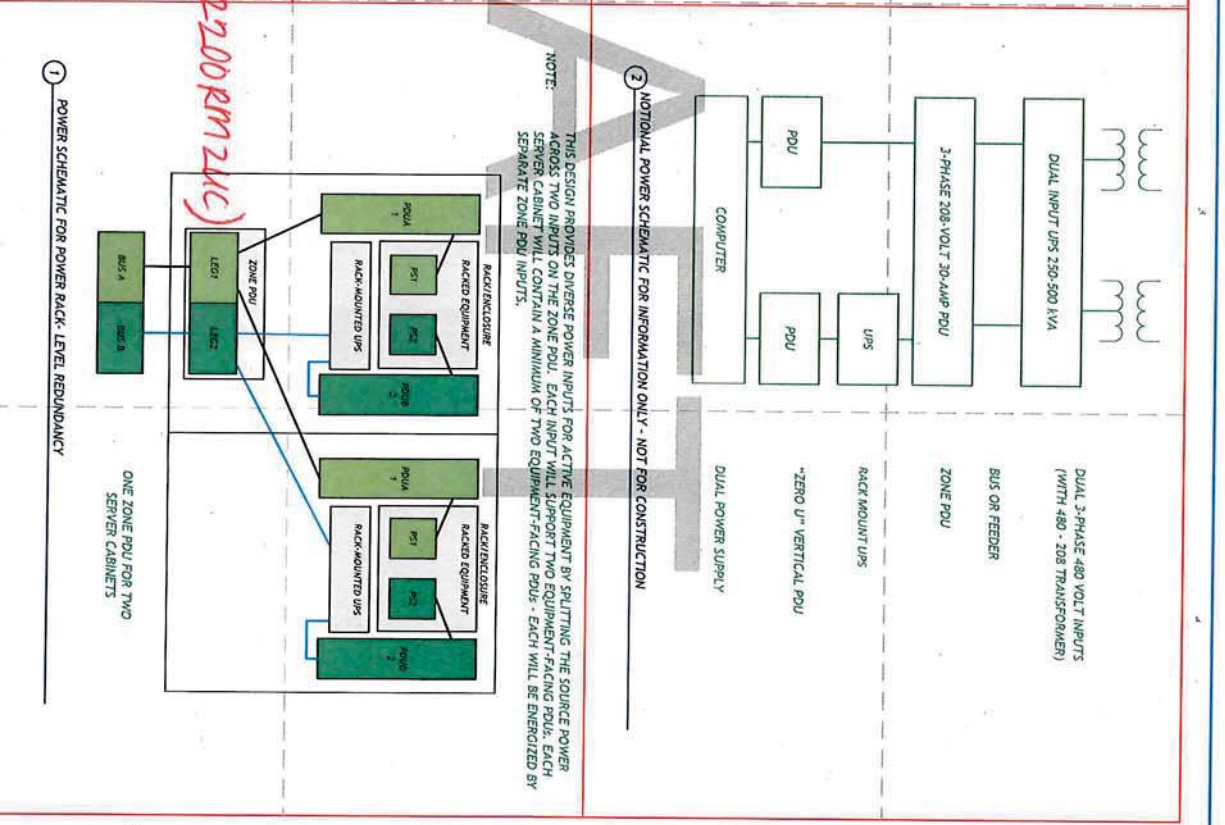 3
4
DUAL 3-PHASE 480 VOLT INPUTS
(WITH 480 - 208 TRANSFORMER)
DUAL INPUT UPS 250-500 kVA
BUS OR FEEDER
3-PHASE 208-VOLT 30-AMP PDU
ZONE PDU
UPS
RACK MOUNT UPS
PDU
PDU
"ZERO U" VERTICAL PDU
COMPUTER
DUAL POWER SUPPLY
2 NOTIONAL POWER SCHEMATIC FOR INFORMATION ONLY - NOT FOR CONSTRUCTION
NOTE:
THIS DESIGN PROVIDES DIVERSE POWER INPUTS FOR ACTIVE EQUIPMENT BY SPLITTING THE SOURCE POWER
ACROSS TWO INPUTS ON THE ZONE PDU. EACH INPUT WILL SUPPORT TWO EQUIPMENT-FACING PDUs. EACH
SERVER CABINET WILL CONTAIN A MINIMUM OF TWO EQUIPMENT-FACING PDUs - EACH WILL BE ENERGIZED BY
SEPARATE ZONE PDU INPUTS.
RACK/ENCLOSURE
RACKED EQUIPMENT
PDUA
1
PS1
PS2
RACK-MOUNTED UPS
PDUB
2
RACK/ENCLOSURE
RACKED EQUIPMENT
PDUA
1
PS1
PS2
RACK-MOUNTED UPS
PDUD
2
ZONE PDU
LEG1
LEG2
2200RM2UC)
BUS A
BUS B
ONE ZONE PDU FOR TWO
SERVER CABINETS
1 POWER SCHEMATIC FOR POWER RACK- LEVEL REDUNDANCY